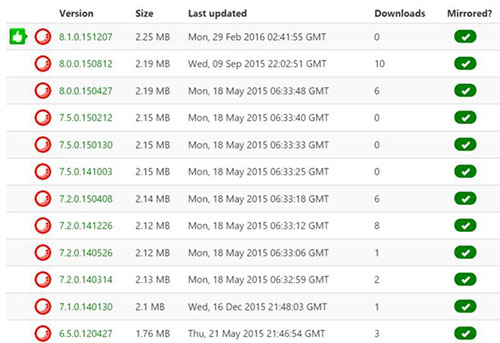 Version Size Last updated Downloads Mirrored?
8.1.0.151207 2.25 MB Mon, 29 Feb 2016 02:41:55 GMT 0
8.0.0.150812 2.19 MB Wed, 09 Sep 2015 22:02:51 GMT 10
8.0.0.150427 2.19 MB Mon, 18 May 2015 06:33:48 GMT 6
7.5.0.150212 2.15 MB Mon, 18 May 2015 06:33:40 GMT 0
7.5.0.150130 2.15 MB Mon, 18 May 2015 06:33:33 GMT 0
7.5.0.141003 2.15 MB Mon, 18 May 2015 06:33:25 GMT 0
7.2.0.150408 2.14 MB Mon, 18 May 2015 06:33:18 GMT 6
7.2.0.141226 2.12 MB Mon, 18 May 2015 06:33:12 GMT 8
7.2.0.140526 2.12 MB Mon, 18 May 2015 06:33:06 GMT 1
7.2.0.140314 2.13 MB Mon, 18 May 2015 06:32:59 GMT 2
7.1.0.140130 2.1 MB Wed, 16 Dec 2015 21:48:03 GMT 1
6.5.0.120427 1.76 MB Thu, 21 May 2015 21:46:54 GMT 3